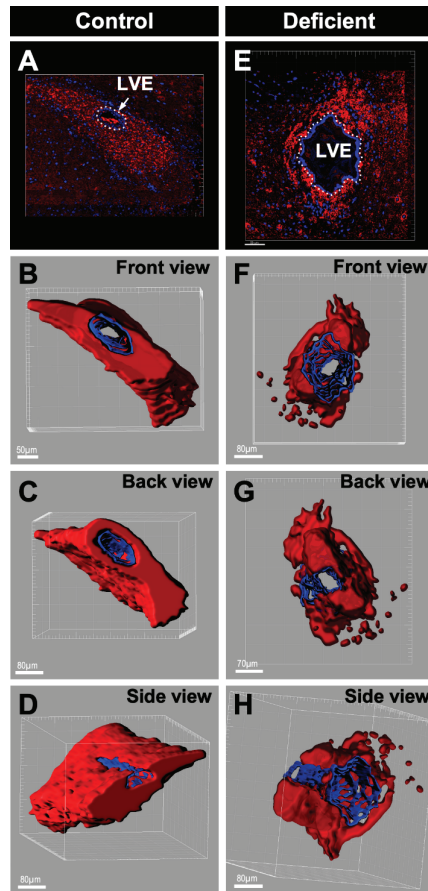 Control
Deficient
A
LVE
E
LVE
B
Front view
50µm
F
Front view
80µm
C
Back view
80µm
G
Back view
70µm
D
Side view
80µm
H
Side view
80µm